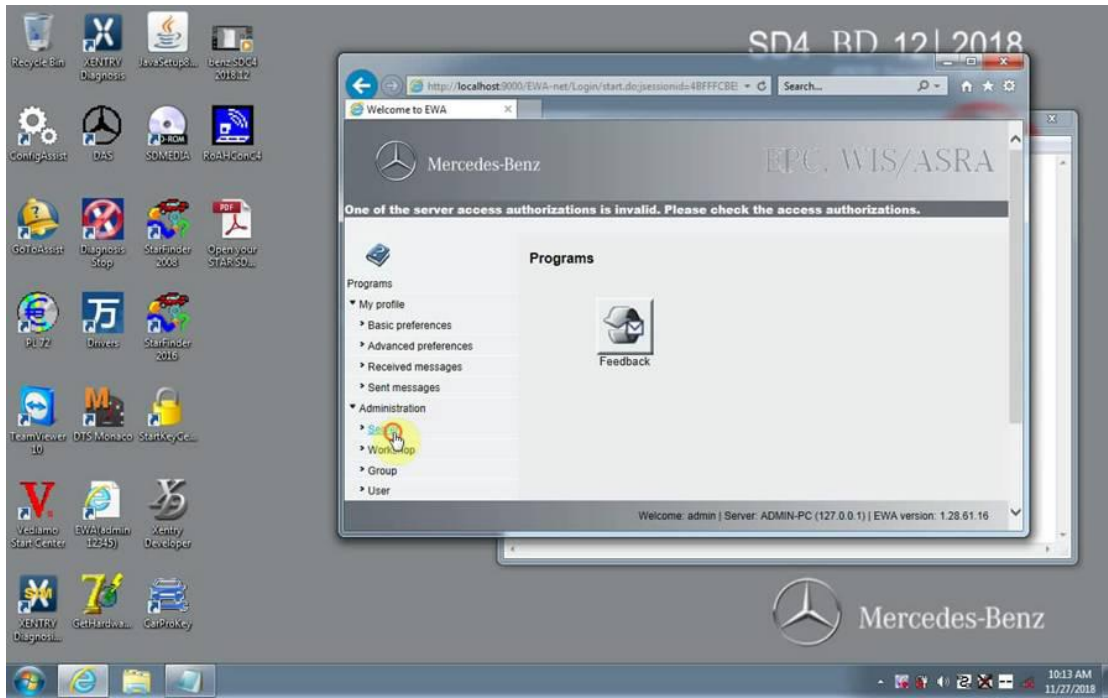 SD4 BD 12| 2018
Recycle Bin
XENTRY
Diagnosis
JavaSetup8...
benz SDC4
2018.12
ConfigAssist
DAS
SDMEDIA
RoAHConC4
GoToAssist
Diagnosis
Stop
StarFinder
2008
Open your
STAR SD...
PL 72
Drivers
StarFinder
2016
TeamViewer
10
DTS Monaco
StartKeyCe...
Vediamo
Start Center
EWA(admin
12345)
Xentry
Developer
XENTRY
Diagnosi...
GetHardwa...
CarProKey
http://localhost:9000/EWA-net/Login/start.do;jsessionid=4BFFFCBE
Search...
Welcome to EWA
Mercedes-Benz
EPC, WIS/ASRA
One of the server access authorizations is invalid. Please check the access authorizations.
Programs
My profile
Basic preferences
Advanced preferences
Received messages
Sent messages
Administration
Workshop
Group
User
Programs
Feedback
Welcome: admin | Server: ADMIN-PC (127.0.0.1) | EWA version: 1.28.61.16
Mercedes-Benz
10:13 AM
11/27/2018